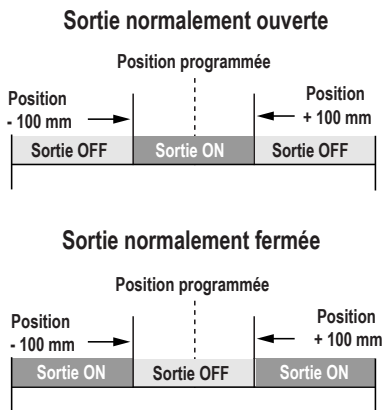 Sortie normalement ouverte
Position programmée
Position
- 100 mm
Position
+ 100 mm
Sortie OFF
Sortie ON
Sortie OFF
Sortie normalement fermée
Position programmée
Position
- 100 mm
Position
+ 100 mm
Sortie ON
Sortie OFF
Sortie ON